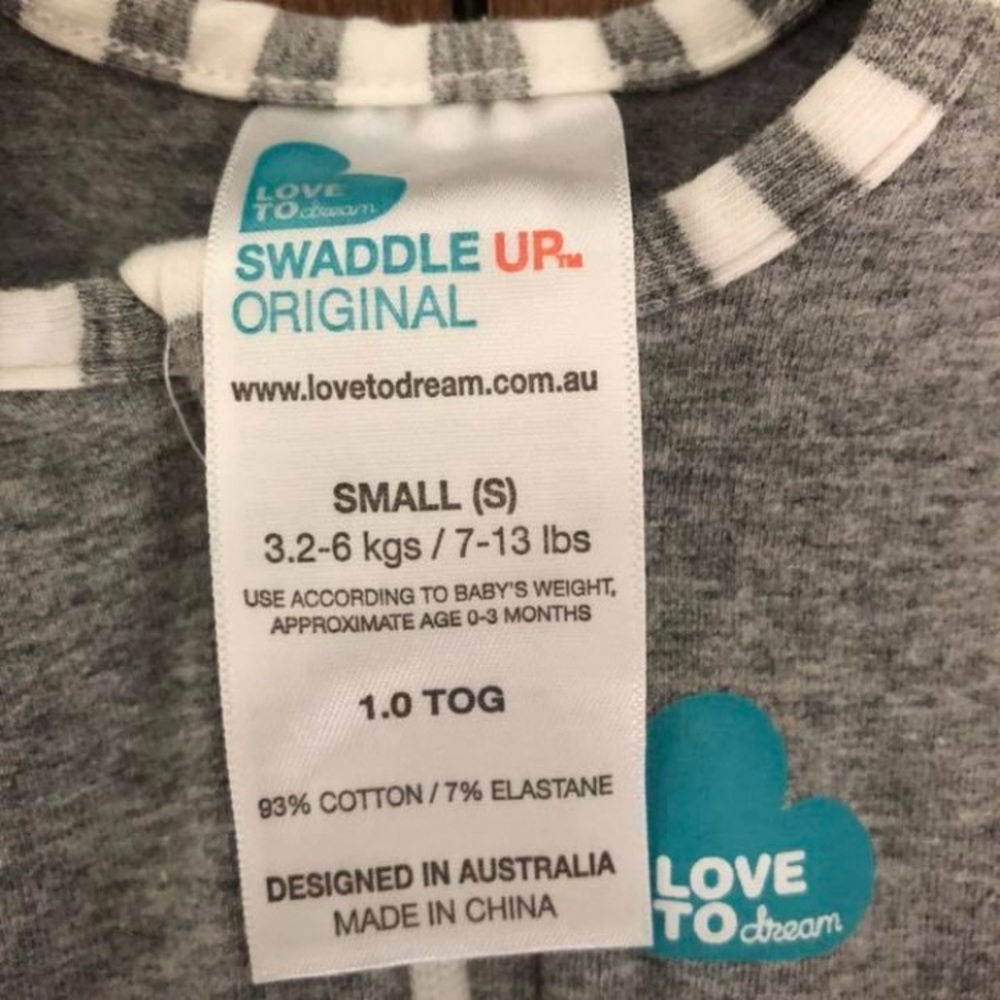 LOVE
TO dream
SWADDLE UP™
ORIGINAL
www.lovetodream.com.au
SMALL (S)
3.2-6 kgs / 7-13 lbs
USE ACCORDING TO BABY'S WEIGHT,
APPROXIMATE AGE 0-3 MONTHS
1.0 TOG
93% COTTON / 7% ELASTANE
DESIGNED IN AUSTRALIA
MADE IN CHINA
LOVE
TO dream